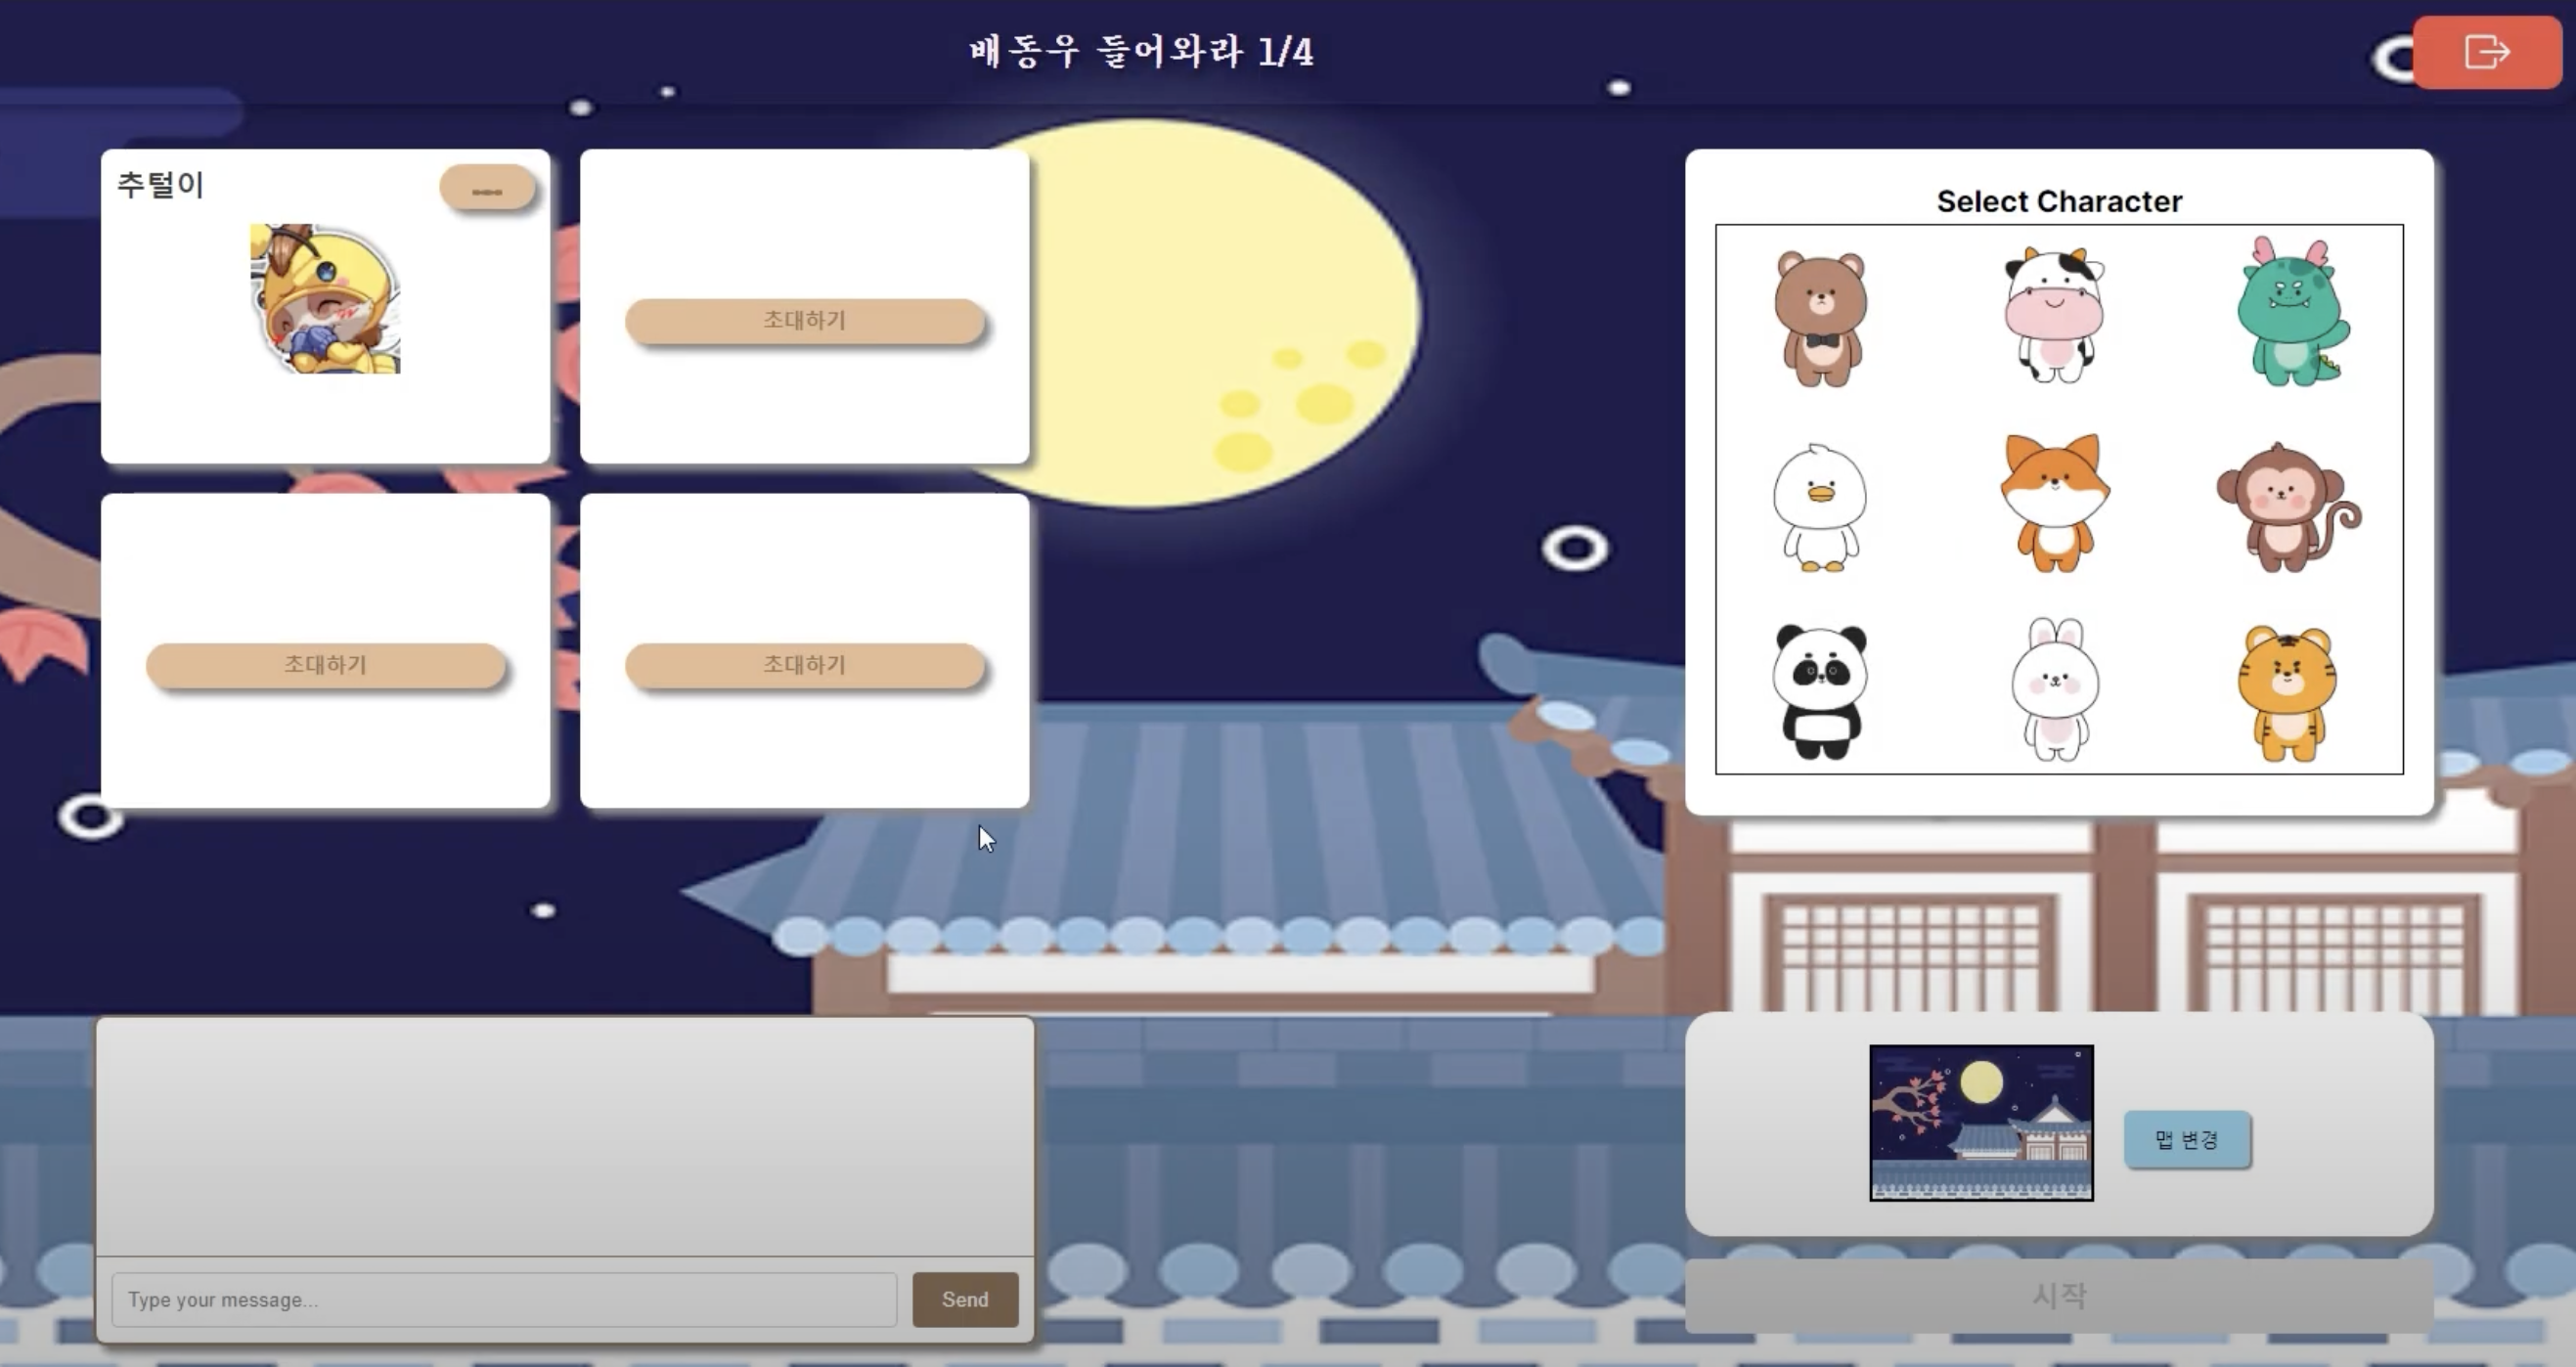 배동우 들어와라 1/4
추털이
초대하기
초대하기
초대하기
Select Character
맵 변경
시작
Type your message...
Send